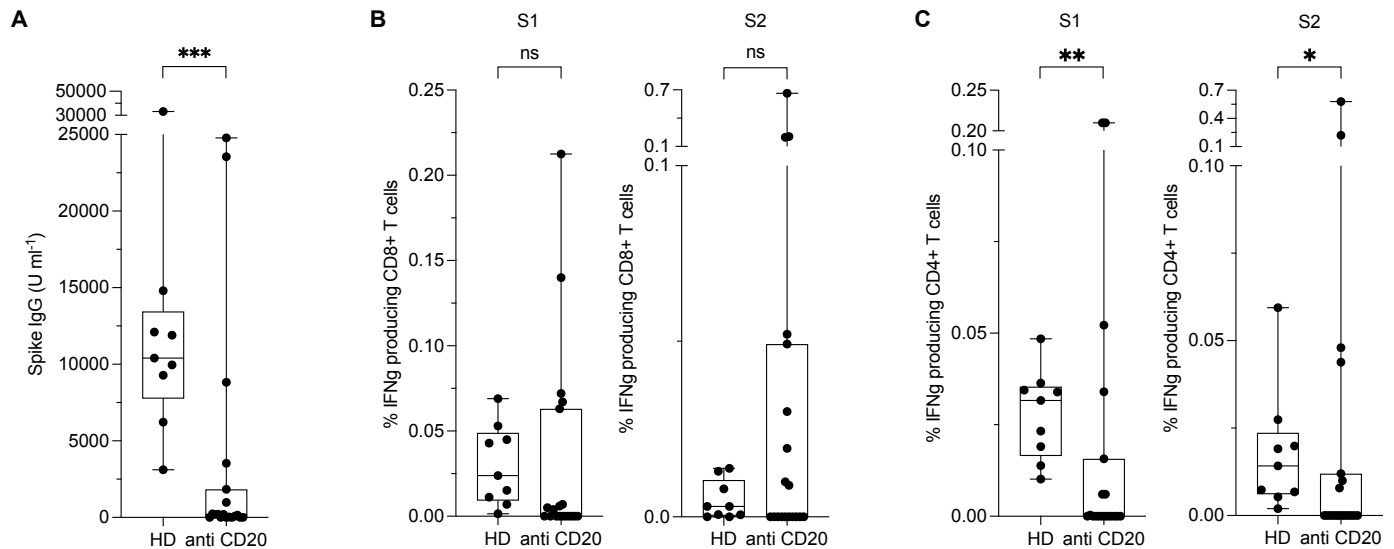 A
***
50000
30000
25000
20000
15000
10000
5000
0
Spike IgG (U ml-1)
HD anti CD20
B
S1
ns
0.25
0.20
0.15
0.10
0.05
0.00
% IFNg producing CD8+ T cells
HD anti CD20
S2
ns
0.7
0.4
0.1
0.1
0.0
% IFNg producing CD8+ T cells
HD anti CD20
C
S1
**
0.25
0.20
0.10
0.05
0.00
% IFNg producing CD4+ T cells
HD anti CD20
S2
*
0.7
0.4
0.1
0.10
0.05
0.00
% IFNg producing CD4+ T cells
HD anti CD20